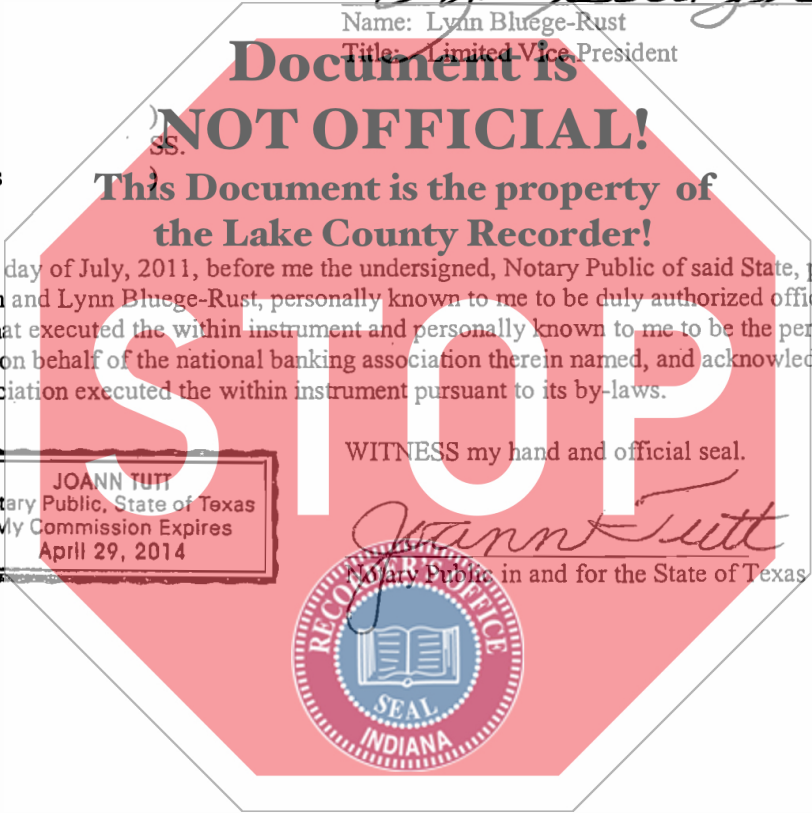 Name: Lynn Bluege-Rust
Title: Limited Vice President
Document is
)
NOT OFFICIAL!
SS.
This Document is the property of
)
the Lake County Recorder!
day of July, 2011, before me the undersigned, Notary Public of said State,
and Lynn Bluege-Rust, personally known to me to be duly authorized
executed the within instrument and personally known to me to be the
on behalf of the national banking association therein named, and
executed the within instrument pursuant to its by-laws.
STOP
WITNESS my hand and official seal.
JOANN TUTT
Public, State of Texas
My Commission Expires
April 29, 2014
Joann Tutt
Notary Public in and for the State of Texas
RECORDER'S OFFICE
SEAL
INDIANA